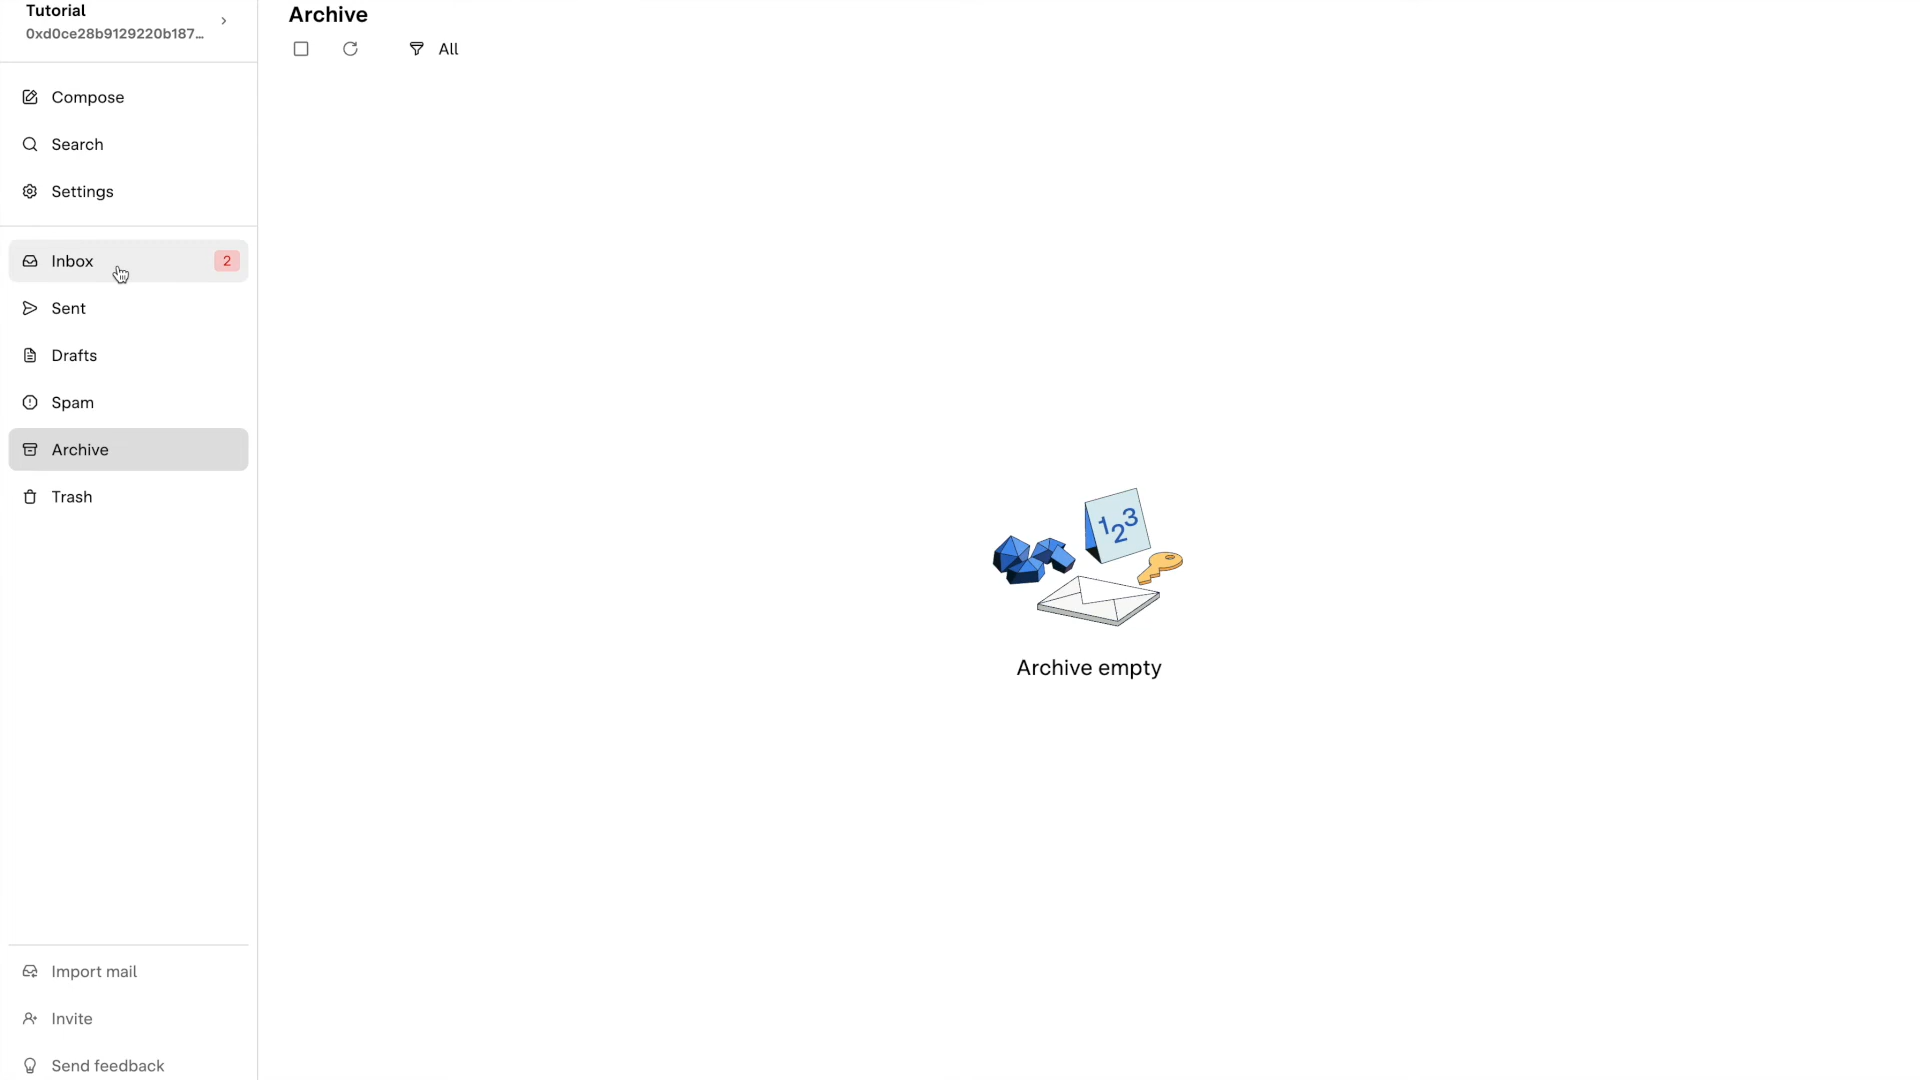 Tutorial
0xd0ce28b9129220b187...
Compose
Search
Settings
Inbox 2
Sent
Drafts
Spam
Archive
Trash
Import mail
Invite
Send feedback
Archive
All
123
Archive empty